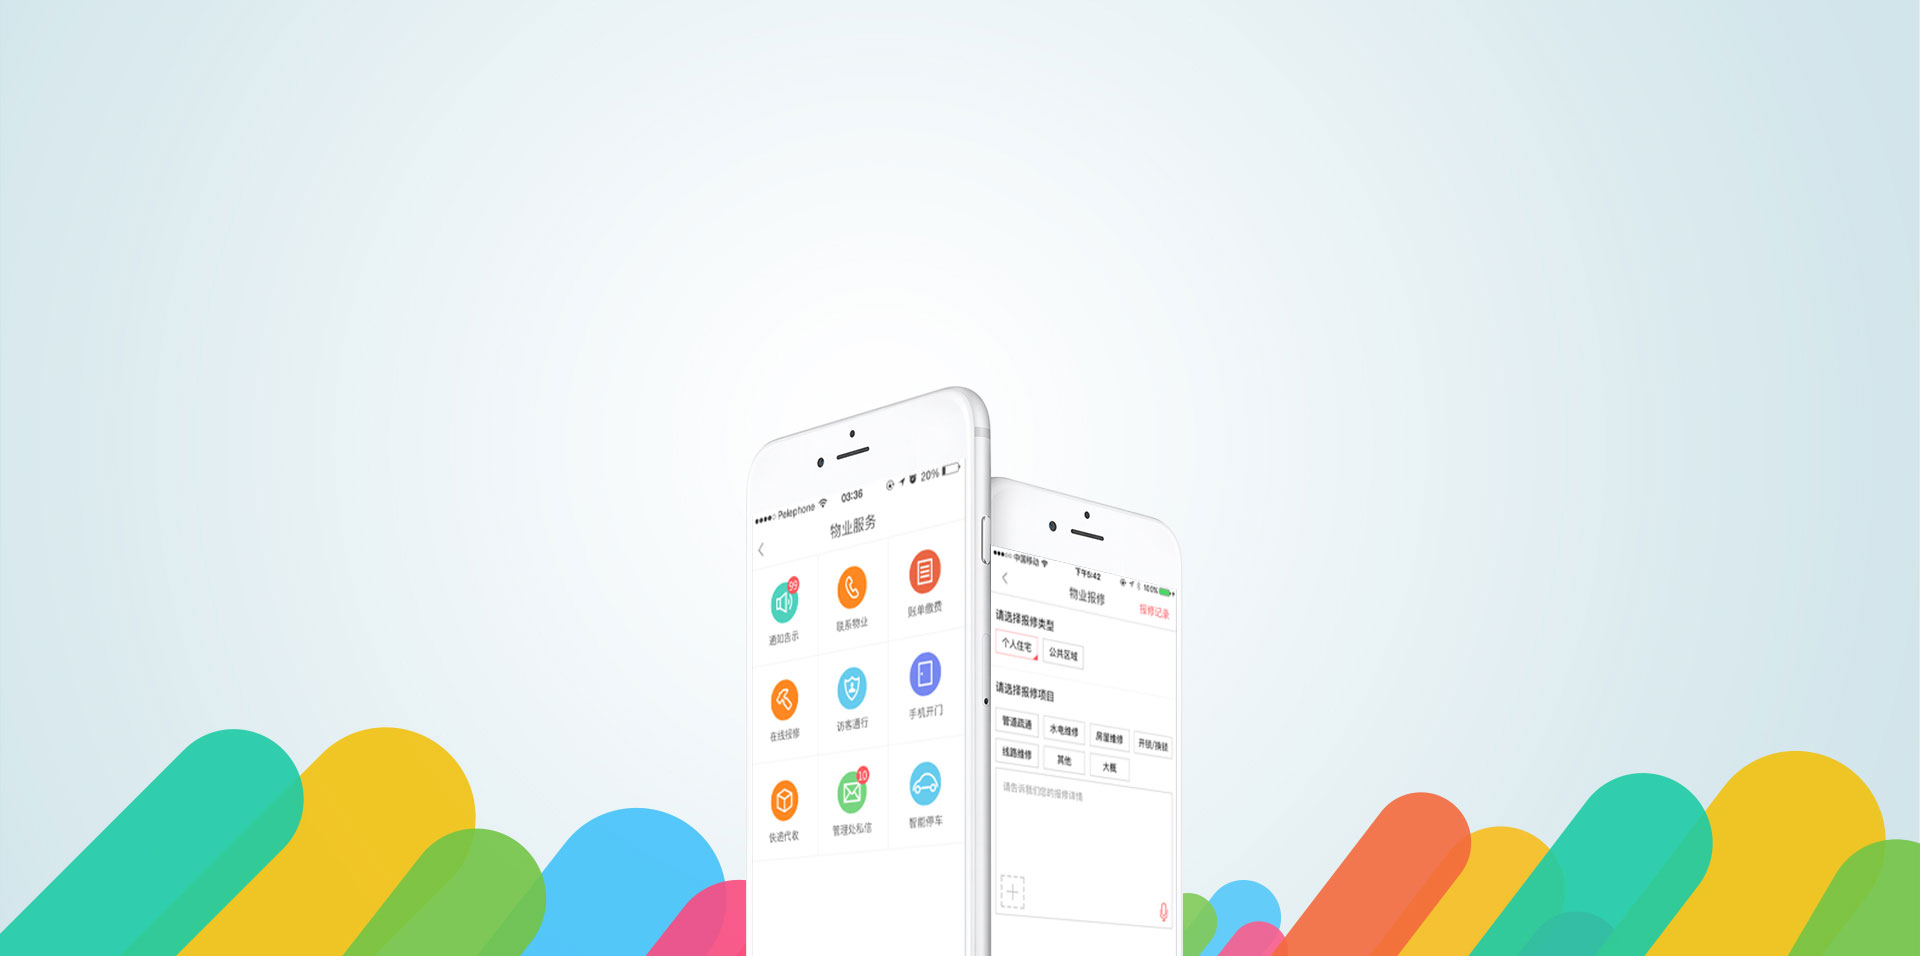 Pelephone 03:36 20%
物业服务
99
通知告示 联系物业 账单缴费
在线报修 访客通行 手机开门
10
快递代收 管理处私信 智能停车
中国移动 下午5:42 100%
物业报修 报修记录
请选择报修类型
个人住宅 公共区域
请选择报修项目
管道疏通 水电维修 房屋维修 开锁/换锁
线路维修 其他 大概
请告诉我们您的报修详情